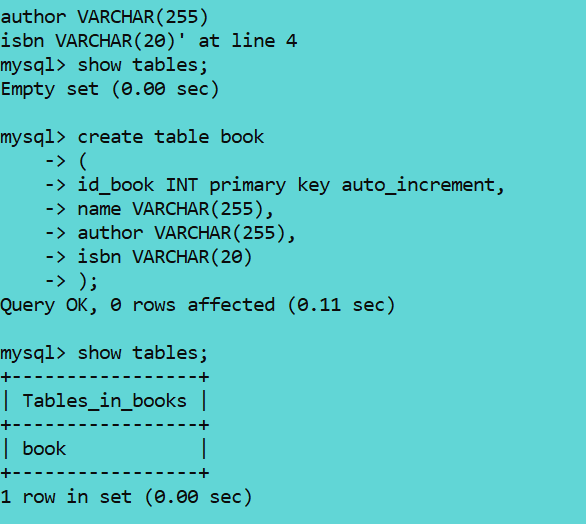 author VARCHAR(255)
isbn VARCHAR(20)' at line 4
mysql> show tables;
Empty set (0.00 sec)
mysql> create table book
-> (
-> id_book INT primary key auto_increment,
-> name VARCHAR(255),
-> author VARCHAR(255),
-> isbn VARCHAR(20)
-> );
Query OK, 0 rows affected (0.11 sec)
mysql> show tables;
+-----------------+
| Tables_in_books |
+-----------------+
| book            |
+-----------------+
1 row in set (0.00 sec)